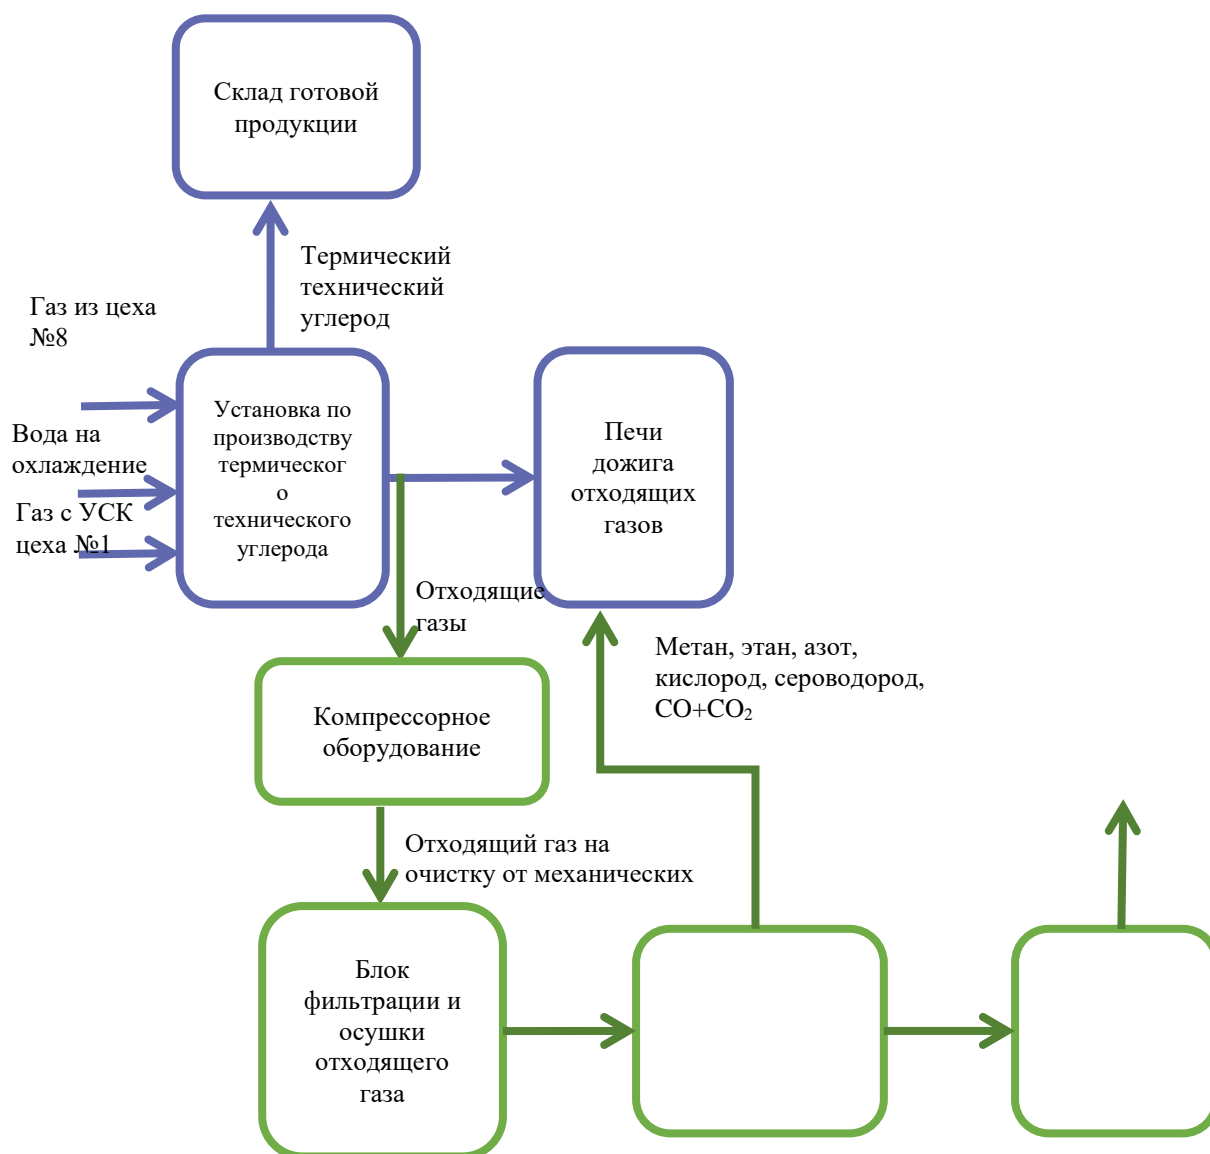 Склад готовой
продукции
Термический
технический
углерод
Газ из цеха
№8
Вода на
охлаждение
Газ с УСК
цеха №1
Установка по
производству
термическог
о
технического
углерода
Печи
дожига
отходящих
газов
Отходящие
газы
Метан, этан, азот,
кислород, сероводород,
СО+СО₂
Компрессорное
оборудование
Отходящий газ на
очистку от механических
Блок
фильтрации и
осушки
отходящего
газа